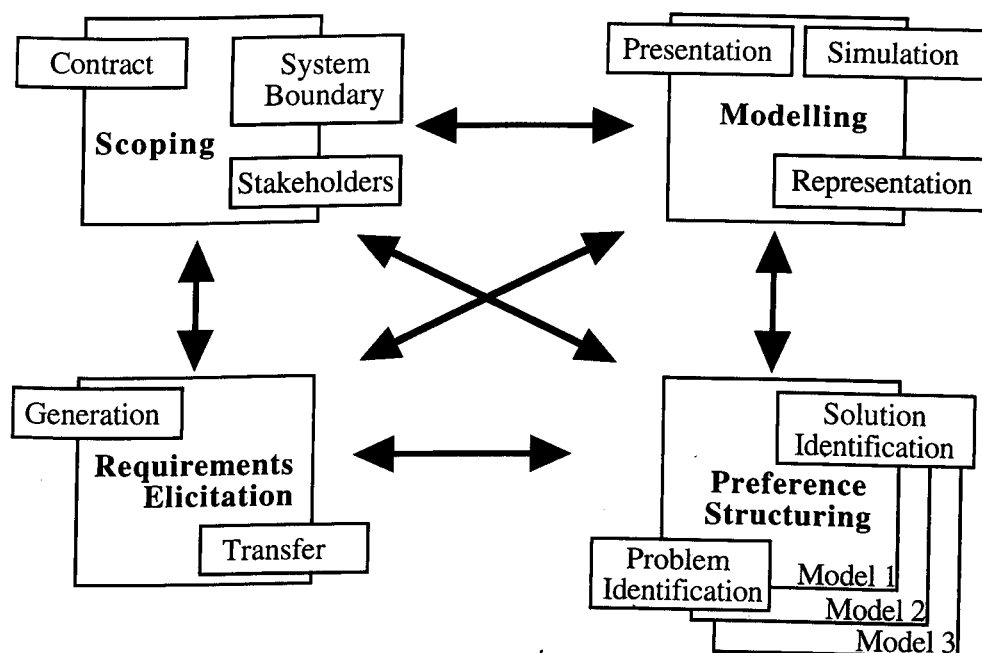 Contract
System
Boundary
Scoping
Stakeholders
Presentation
Simulation
Modelling
Representation
Generation
Requirements
Elicitation
Transfer
Solution
Identification
Preference
Structuring
Problem
Identification
Model 1
Model 2
Model 3